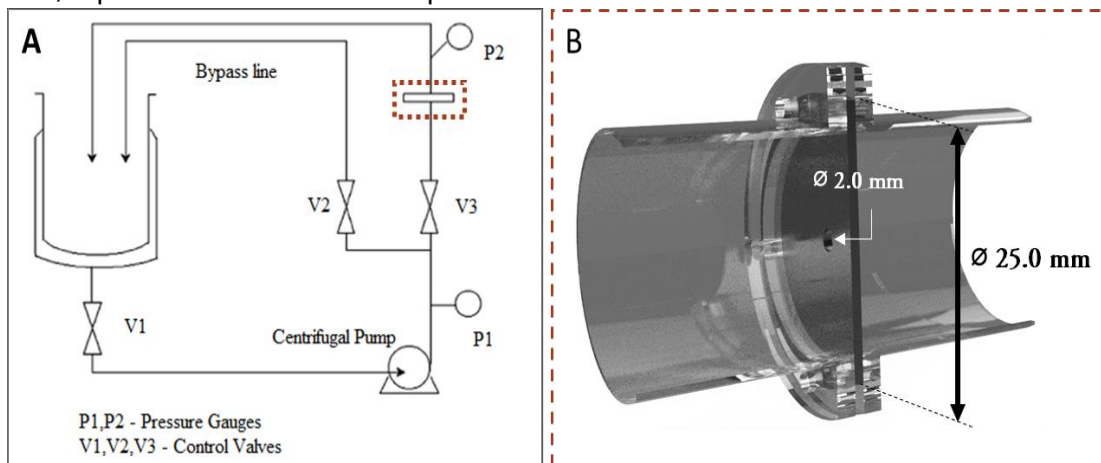 A
P2
Bypass line
V2
V3
V1
Centrifugal Pump
P1
P1,P2 - Pressure Gauges
V1,V2,V3 - Control Valves
B
Ø 2.0 mm
Ø 25.0 mm